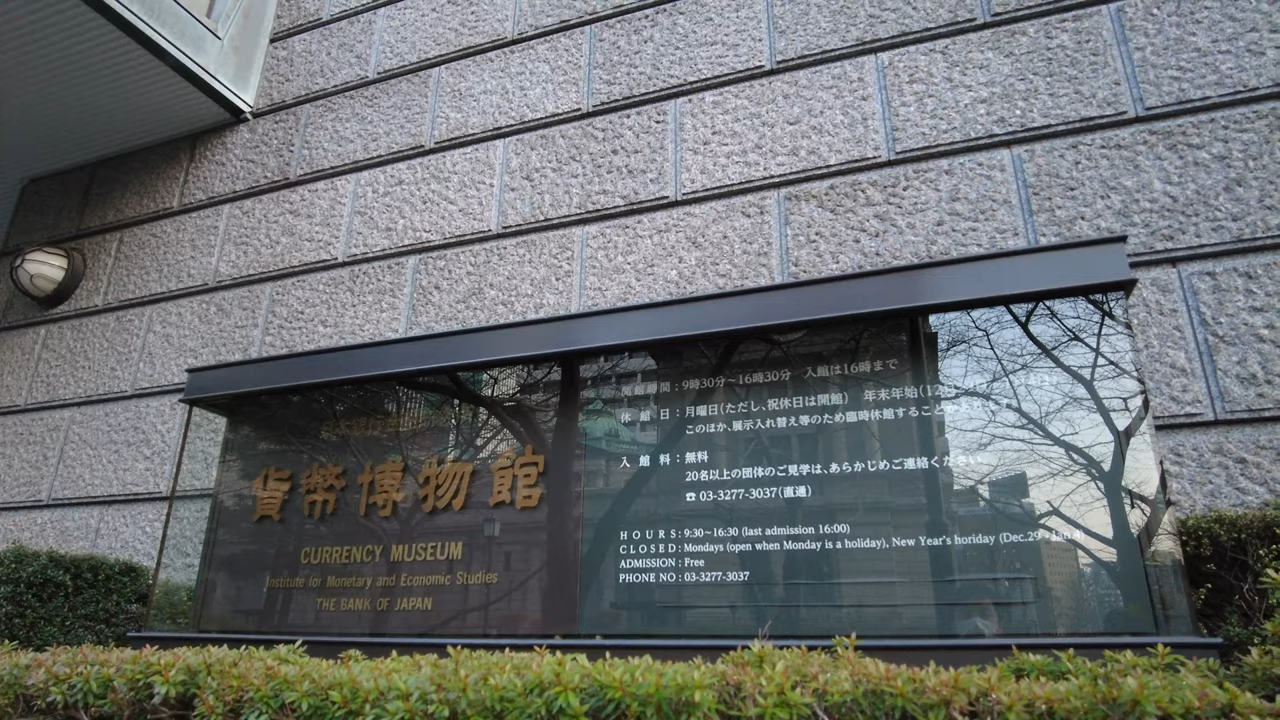 貨幣博物館
CURRENCY MUSEUM
Institute for Monetary and Economic Studies
THE BANK OF JAPAN
開館時間：9時30分～16時30分　入館は16時まで
休館日：月曜日(ただし、祝休日は開館)　年末年始(12
このほか、展示入れ替え等のため臨時休館すること
入館料：無料
20名以上の団体のご見学は、あらかじめご連絡ください。
☎ 03-3277-3037(直通)
HOURS: 9:30~16:30 (last admission 16:00)
CLOSED: Mondays (open when Monday is a holiday), New Year's horiday (Dec.29 - Jan.4)
ADMISSION: Free
PHONE NO: 03-3277-3037